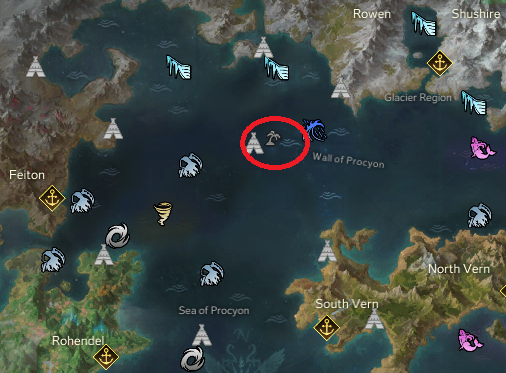 Rowen
Shushire
Glacier Region
Wall of Procyon
Feiton
North Vern
South Vern
Sea of Procyon
Rohendel